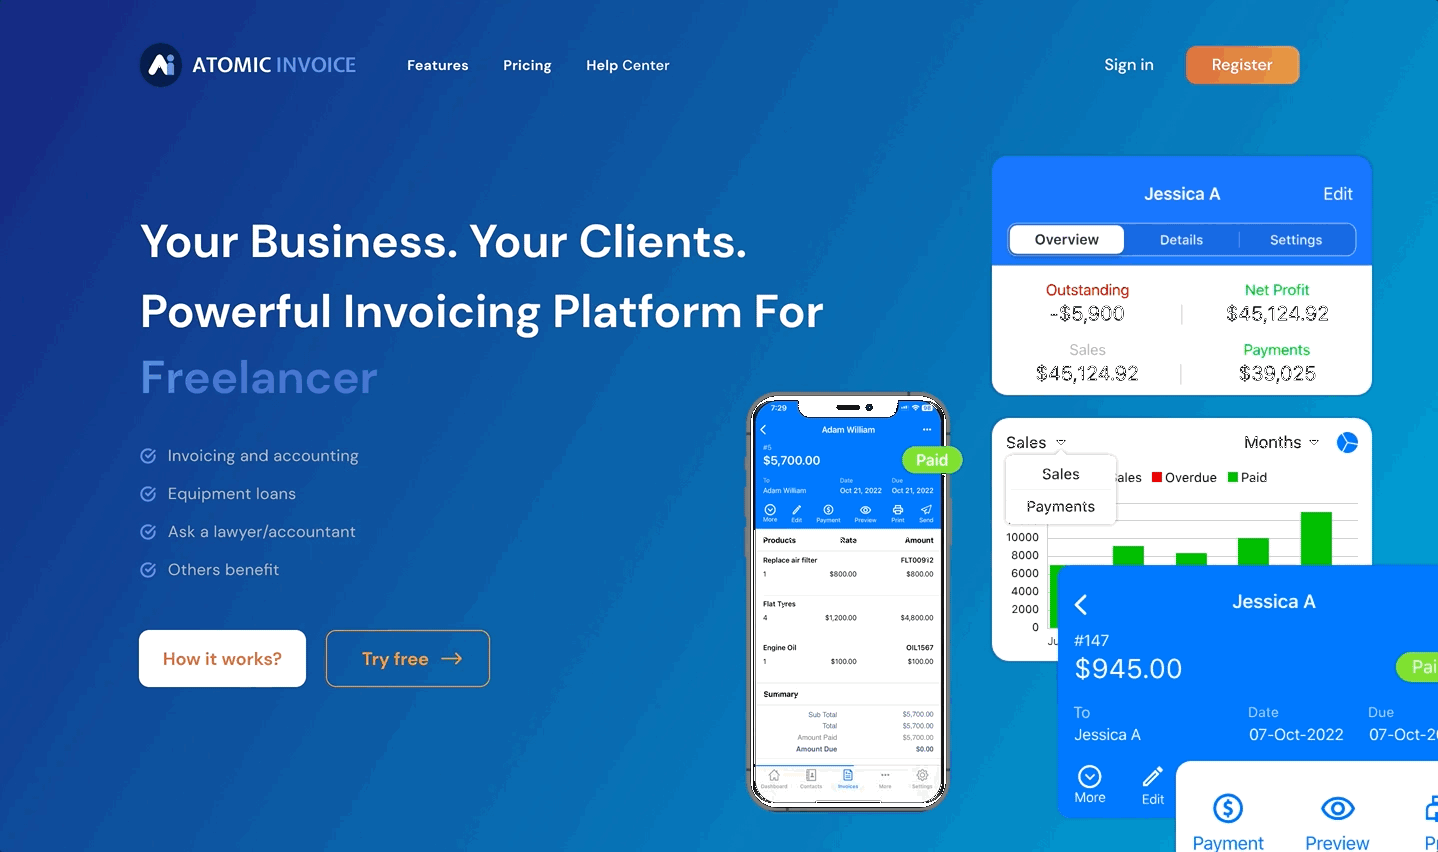 ATOMIC INVOICE
Features Pricing Help Center
Sign in Register
Your Business. Your Clients.
Powerful Invoicing Platform For
Freelancer
Invoicing and accounting
Equipment loans
Ask a lawyer/accountant
Others benefit
How it works? Try free
7:29
Adam William
#5
$5,700.00
Paid
To Date Due
Adam William Oct 21, 2022 Oct 21, 2022
More Edit Payment Preview Print Send
Products Rate Amount
Replace air filter FLT00912
1 $800.00 $800.00
Flat Tyres
4 $1,200.00 $4,800.00
Engine Oil OIL1567
1 $100.00 $100.00
Summary
Sub Total $5,700.00
Total $5,700.00
Amount Paid $5,700.00
Amount Due $0.00
Dashboard Contacts Invoices More Settings
Jessica A Edit
Overview Details Settings
Outstanding Net Profit
-$5,900 $45,124.92
Sales Payments
$45,124.92 $39,025
Sales Months
Sales
Payments
ales Overdue Paid
10000
8000
6000
4000
2000
0
Ju
Jessica A
#147
$945.00
Pai
To Date Due
Jessica A 07-Oct-2022 07-Oct-20
More Edit
Payment Preview Pr